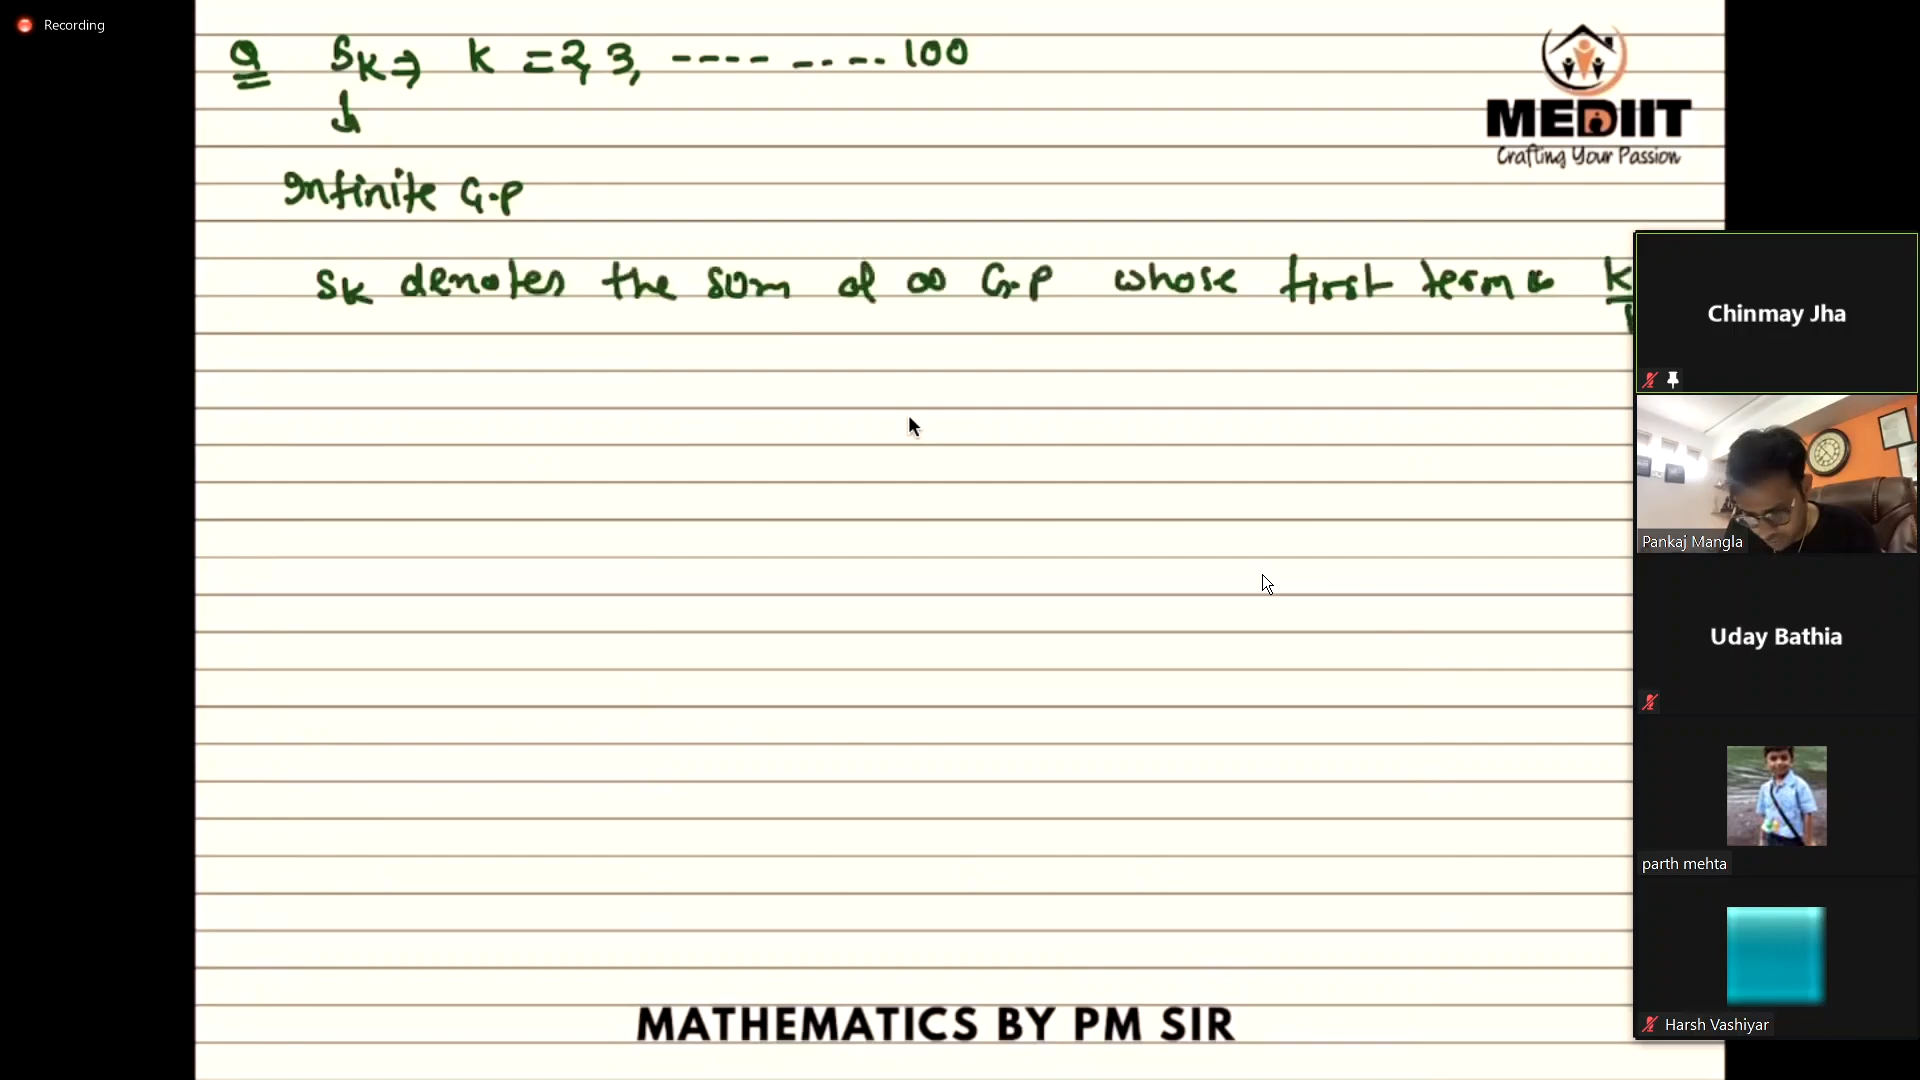 Recording
Q Sk ⇒ k = 2, 3, ---- ---- 100
↓
Infinite G.P
MEDIIT
Crafting Your Passion
Sk denotes the sum of ∞ G.P whose first term is k
Chinmay Jha
Pankaj Mangla
Uday Bathia
parth mehta
Harsh Vashiyar
MATHEMATICS BY PM SIR